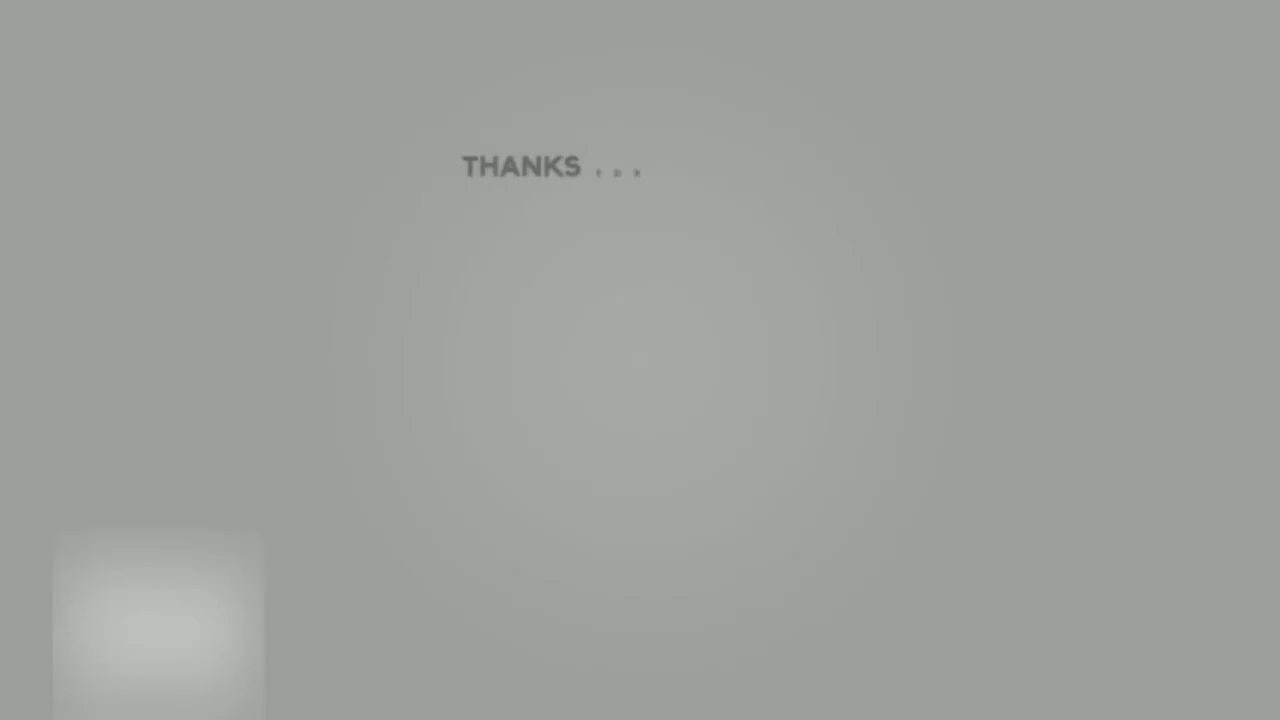 THANKS . . .